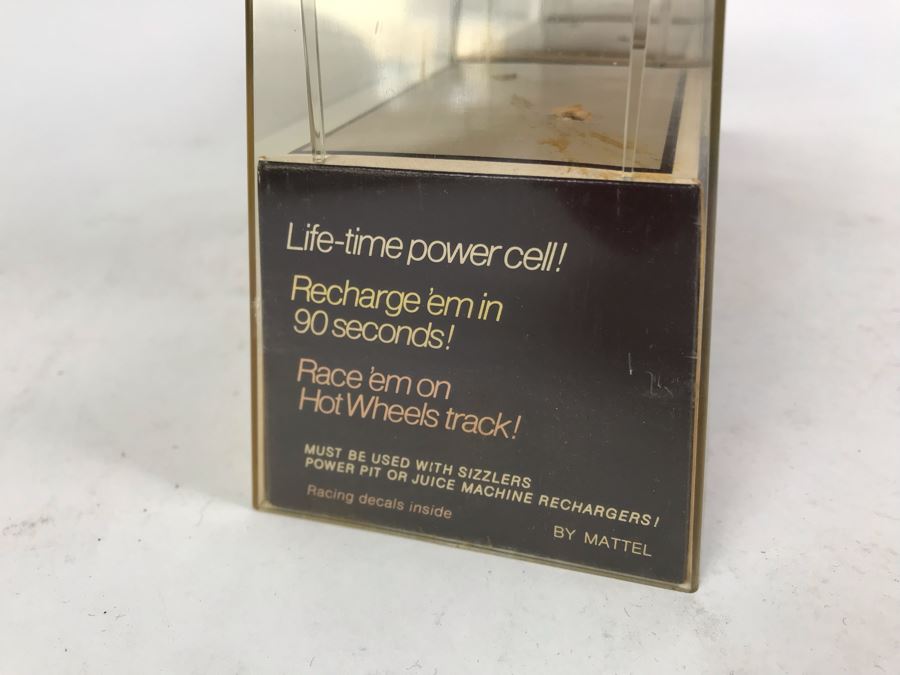 Life-time power cell!
Recharge 'em in
90 seconds!
Race 'em on
Hot Wheels track!
MUST BE USED WITH SIZZLERS
POWER PIT OR JUICE MACHINE RECHARGERS!
Racing decals inside
BY MATTEL